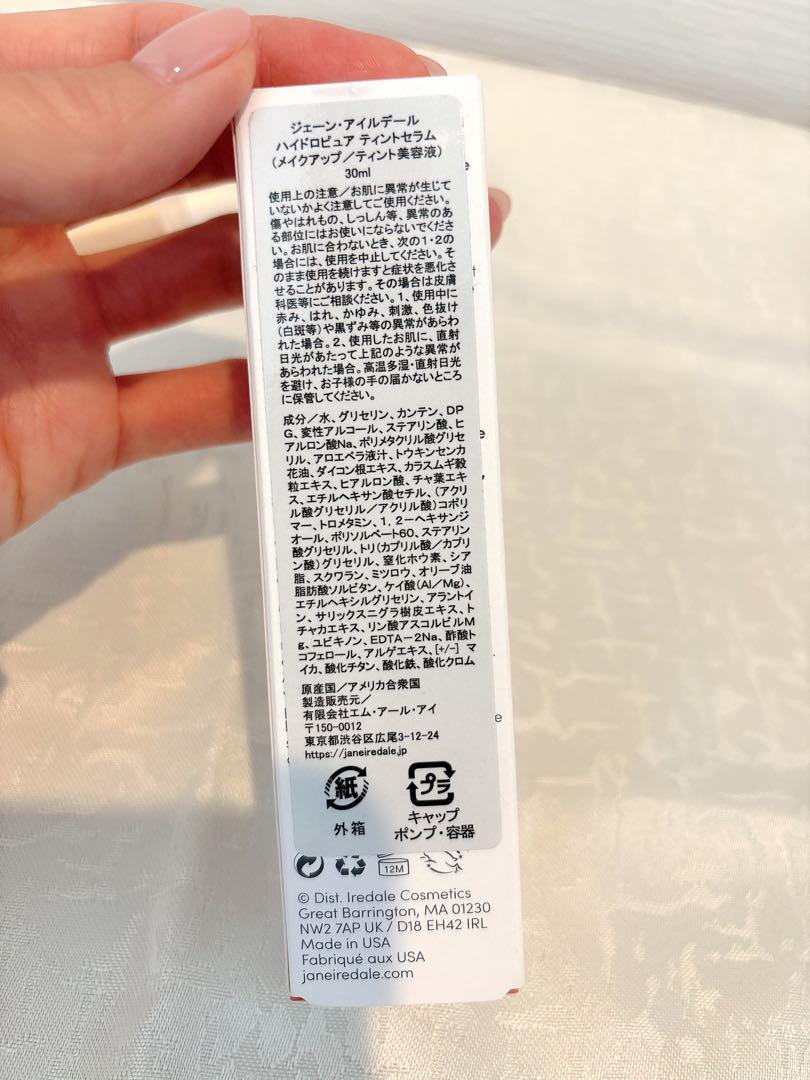 ジェーン・アイルデール
ハイドロピュア ティントセラム
(メイクアップ／ティント美容液)
30ml
使用上の注意／お肌に異常が生じて
いないかよく注意してご使用ください。
傷やはれもの、しっしん等、異常のあ
る部位にはお使いにならないでくださ
い。お肌に合わないとき、次の1・2の
場合には、使用を中止してください。そ
のまま使用を続けますと症状を悪化さ
せることがあります。その場合は皮膚
科医等にご相談ください。1、使用中に
赤み、はれ、かゆみ、刺激、色抜け
(白斑等)や黒ずみ等の異常があらわ
れた場合。2、使用したお肌に、直射
日光があたって上記のような異常が
あらわれた場合。高温多湿・直射日光
を避け、お子様の手の届かないところ
に保管してください。
成分／水、グリセリン、カンテン、DP
G、変性アルコール、ステアリン酸、ヒ
アルロン酸Na、ポリメタクリル酸グリセ
リル、アロエベラ液汁、トウキンセンカ
花油、ダイコン根エキス、カラスムギ穀
粒エキス、ヒアルロン酸、チャ葉エキ
ス、エチルヘキサン酸セチル、(アクリ
ル酸グリセリル／アクリル酸)コポリ
マー、トロメタミン、1, 2－ヘキサンジ
オール、ポリソルベート60、ステアリン
酸グリセリル、トリ(カプリル酸／カプリ
ン酸)グリセリル、窒化ホウ素、シア
脂、スクワラン、ミツロウ、オリーブ油
脂肪酸ソルビタン、ケイ酸(Al／Mg)、
エチルヘキシルグリセリン、アラントイ
ン、サリックスニグラ樹皮エキス、ト
チャカエキス、リン酸アスコルビルM
g、ユビキノン、EDTA－2Na、酢酸ト
コフェロール、アルゲエキス、[+/-] マ
イカ、酸化チタン、酸化鉄、酸化クロム
原産国／アメリカ合衆国
製造販売元／
有限会社エム・アール・アイ
〒150-0012
東京都渋谷区広尾3-12-24
https://janeiredale.jp
紙
外箱
プラ
キャップ
ポンプ・容器
12M
© Dist. Iredale Cosmetics
Great Barrington, MA 01230
NW2 7AP UK / D18 EH42 IRL
Made in USA
Fabriqué aux USA
janeiredale.com